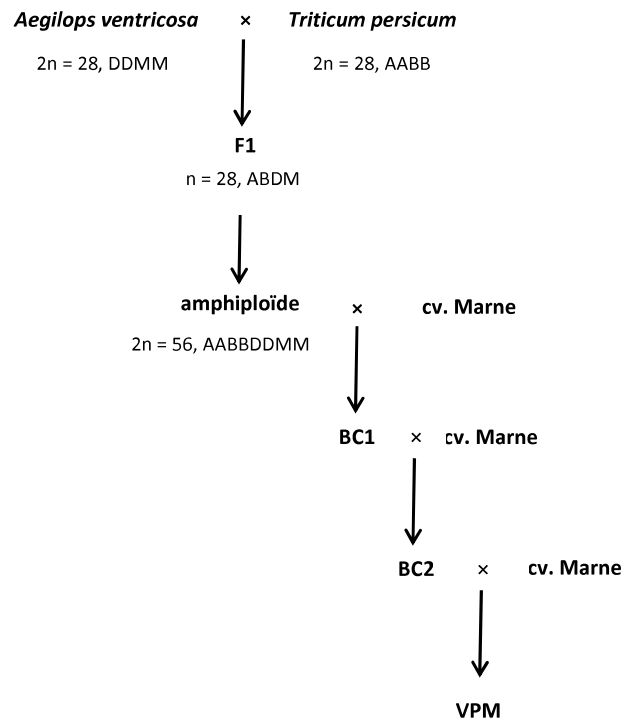 Aegilops ventricosa × Triticum persicum
2n = 28, DDMM 2n = 28, AABB
F1
n = 28, ABDM
amphiploïde × cv. Marne
2n = 56, AABBDDMM
BC1 × cv. Marne
BC2 × cv. Marne
VPM